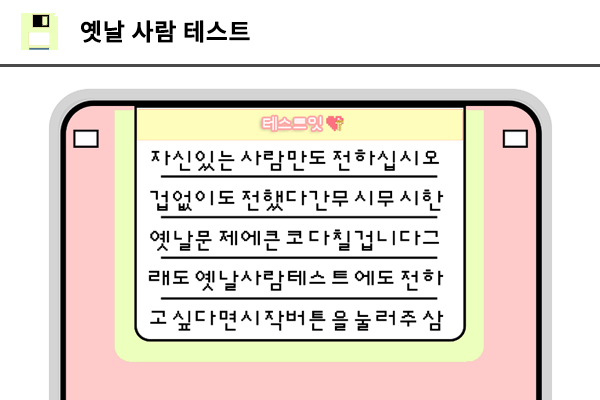 옛날 사람 테스트
테스트밋
자신있는 사람만도 전하십시오
겁없이도 전했다간무 시무 시한
옛날문 제에큰 코다칠겁니다그
래도 옛날사람테스 트 에도 전하
고 싶다면시작버튼 을 눌러주 삼